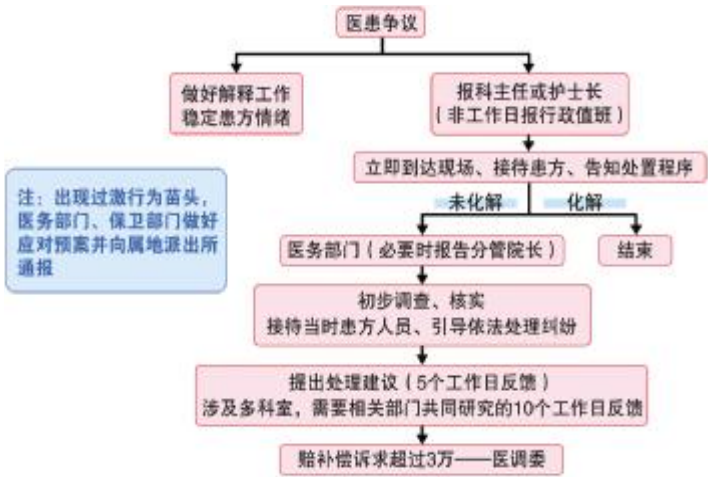 医患争议
做好解释工作
稳定患方情绪
报科主任或护士长
（非工作日报行政值班）
立即到达现场、接待患方、告知处置程序
注：出现过激行为苗头，
医务部门、保卫部门做好
应对预案并向属地派出所
通报
未化解
化解
医务部门（必要时报告分管院长）
结束
初步调查、核实
接待当时患方人员、引导依法处理纠纷
提出处理建议（5个工作日反馈）
涉及多科室，需要相关部门共同研究的10个工作日反馈
赔补偿诉求超过3万——医调委